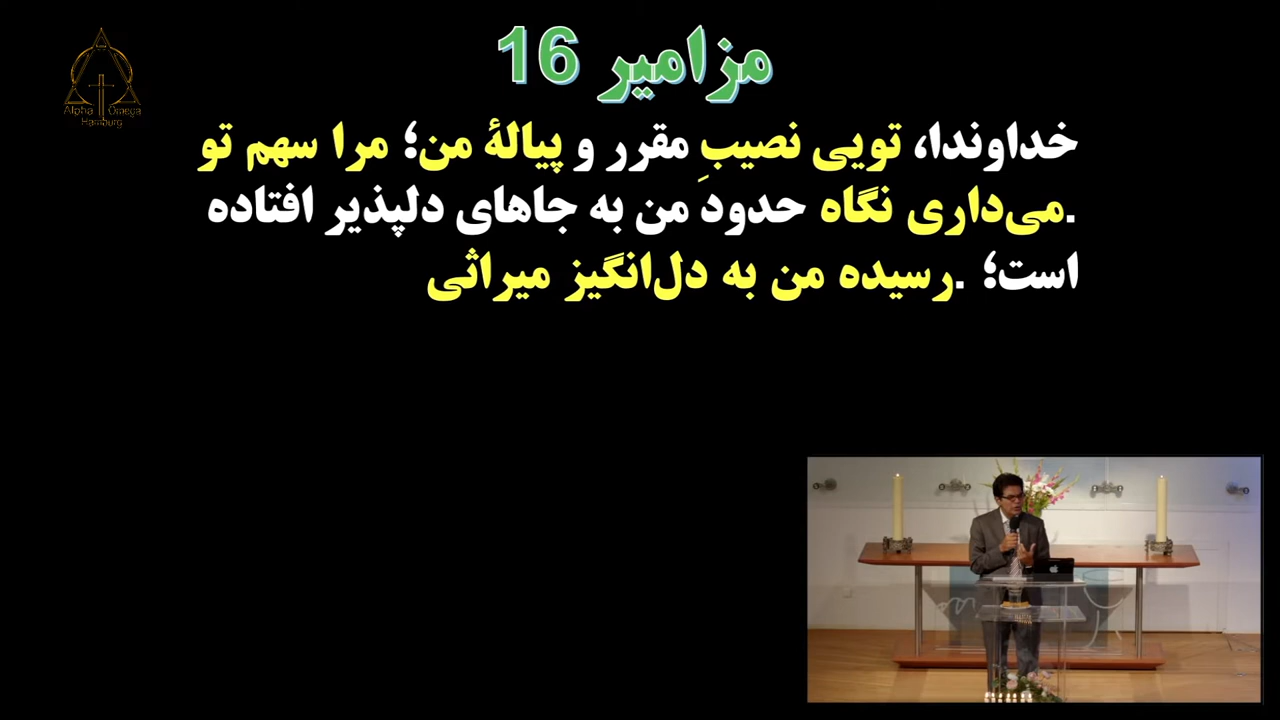 Alpha Omega
Hamburg
مزامیر 16
خداوندا، تویی نصیبِ مقرر و پیالهٔ من؛ مرا سهم تو
.می‌داری نگاه حدود من به جاهای دلپذیر افتاده
است؛ .رسیده من به دل‌انگیز میراثی